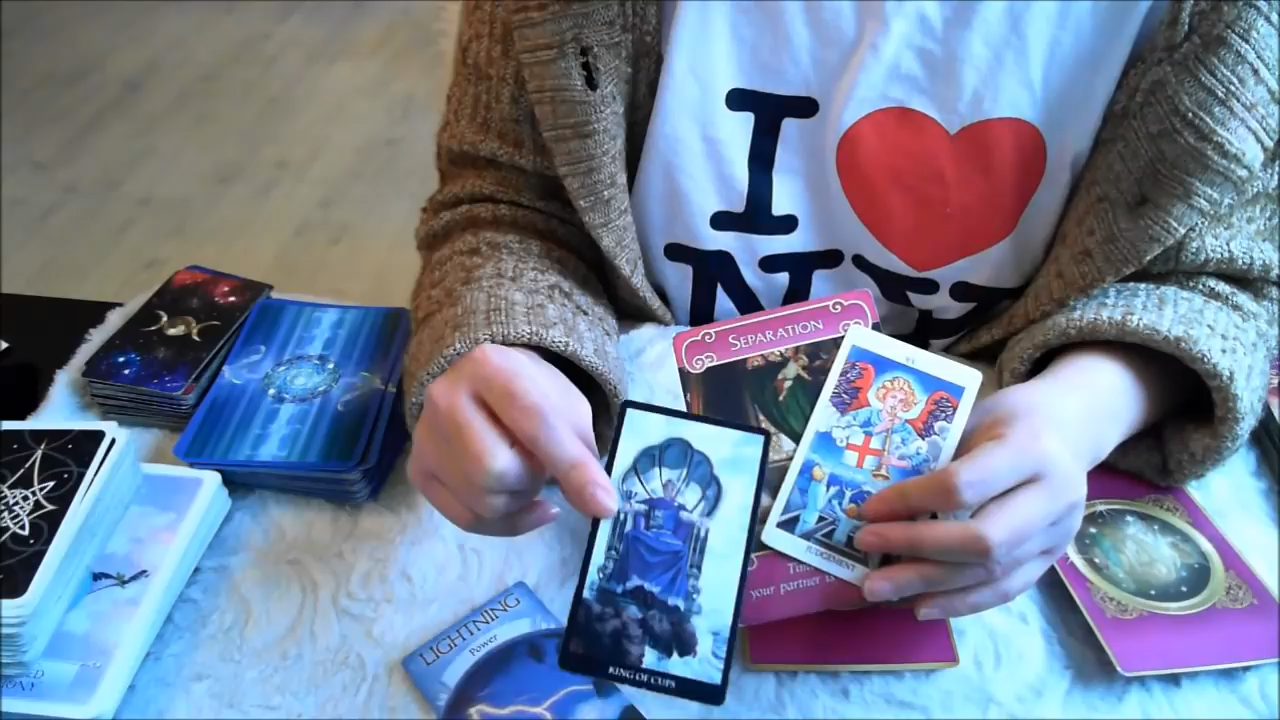 I
NY
SEPARATION
JUDGEMENT
your partner is
LIGHTNING
Power
KING OF CUPS